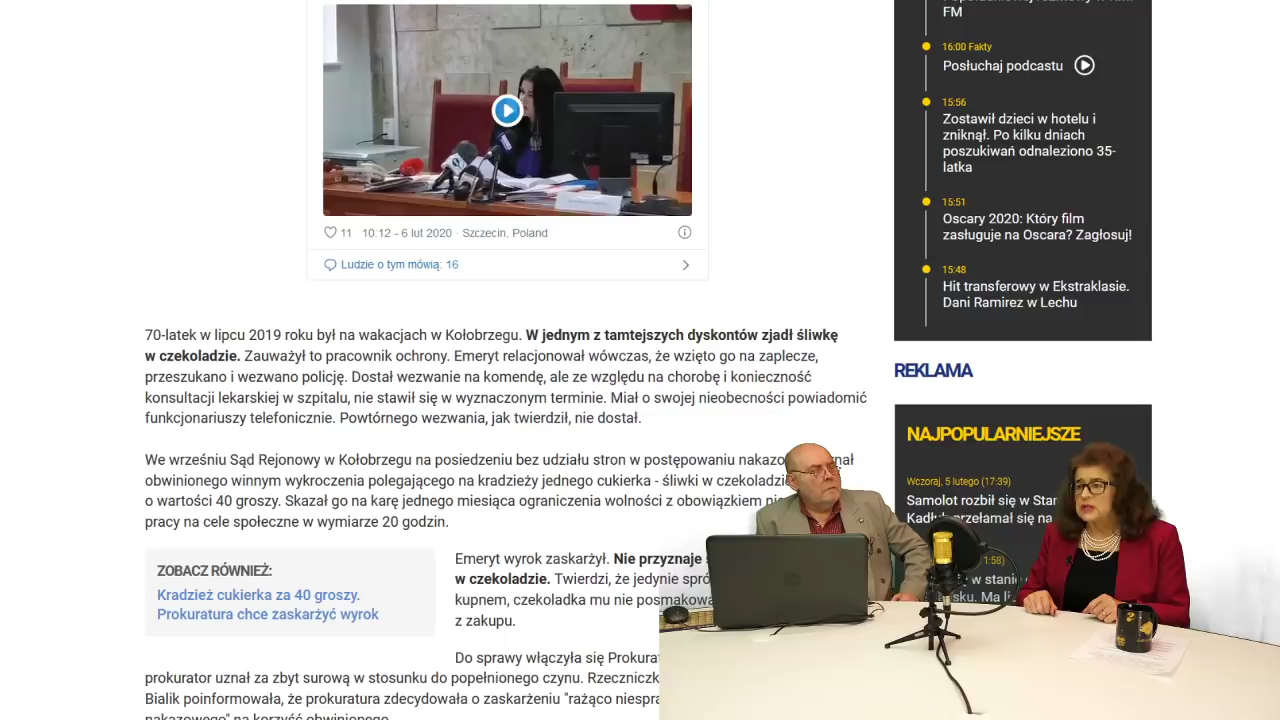 11 10:12 - 6 lut 2020 · Szczecin, Poland
Ludzie o tym mówią: 16
70-latek w lipcu 2019 roku był na wakacjach w Kołobrzegu. W jednym z tamtejszych dyskontów zjadł śliwkę
w czekoladzie. Zauważył to pracownik ochrony. Emeryt relacjonował wówczas, że wzięto go na zaplecze,
przeszukano i wezwano policję. Dostał wezwanie na komendę, ale ze względu na chorobę i konieczność
konsultacji lekarskiej w szpitalu, nie stawił się w wyznaczonym terminie. Miał o swojej nieobecności powiadomić
funkcjonariuszy telefonicznie. Powtórnego wezwania, jak twierdził, nie dostał.
We wrześniu Sąd Rejonowy w Kołobrzegu na posiedzeniu bez udziału stron w postępowaniu
obwinionego winnym wykroczenia polegającego na kradzieży jednego cukierka - śliwki w
o wartości 40 groszy. Skazał go na karę jednego miesiąca ograniczenia wolności z obowiązkiem
pracy na cele społeczne w wymiarze 20 godzin.
ZOBACZ RÓWNIEŻ:
Kradzież cukierka za 40 groszy.
Prokuratura chce zaskarżyć wyrok
Emeryt wyrok zaskarżył. Nie przyznaje
w czekoladzie. Twierdzi, że jedynie
kupnem, czekoladka mu nie
z zakupu.
Do sprawy włączyła się
prokurator uznał za zbyt surową w stosunku do popełnionego czynu.
Bialik poinformowała, że prokuratura zdecydowała o zaskarżeniu "rażąco
nakazowego" na korzyść obwinionego.
FM
16:00 Fakty
Posłuchaj podcastu
15:56
Zostawił dzieci w hotelu i
zniknął. Po kilku dniach
poszukiwań odnaleziono 35-
latka
15:51
Oscary 2020: Który film
zasługuje na Oscara? Zagłosuj!
15:48
Hit transferowy w Ekstraklasie.
Dani Ramirez w Lechu
REKLAMA
NAJPOPULARNIEJSZE
Wczoraj, 5 lutego (17:39)
Samolot rozbił się w
przełamał się na